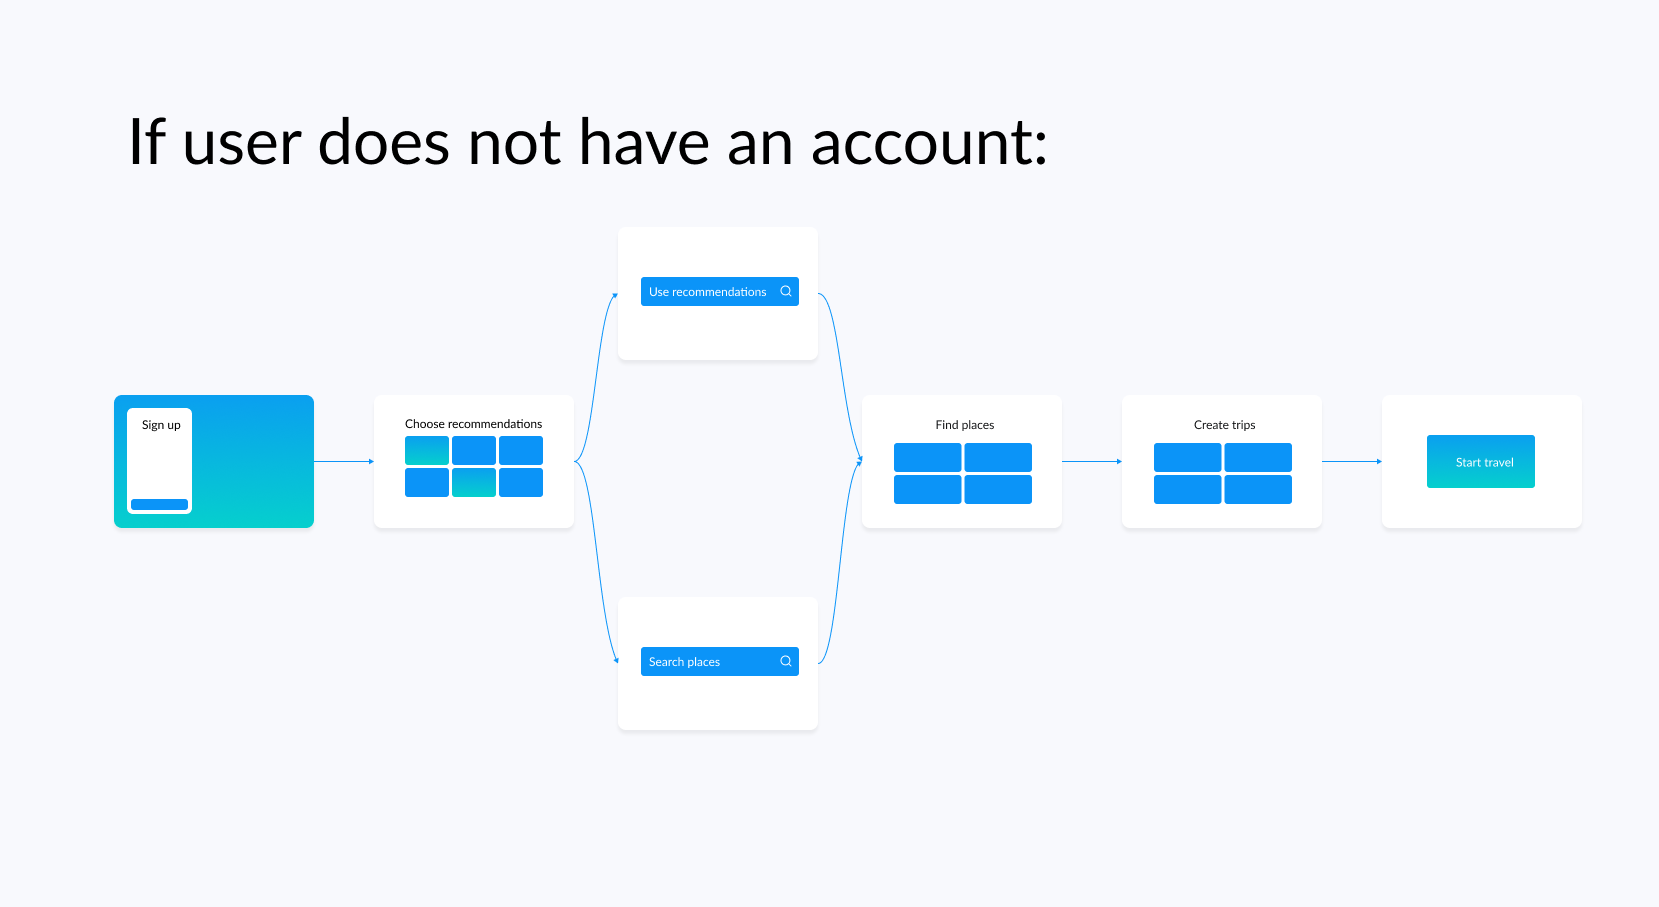 If user does not have an account:
Sign up
Choose recommendations
Use recommendations
Search places
Find places
Create trips
Start travel